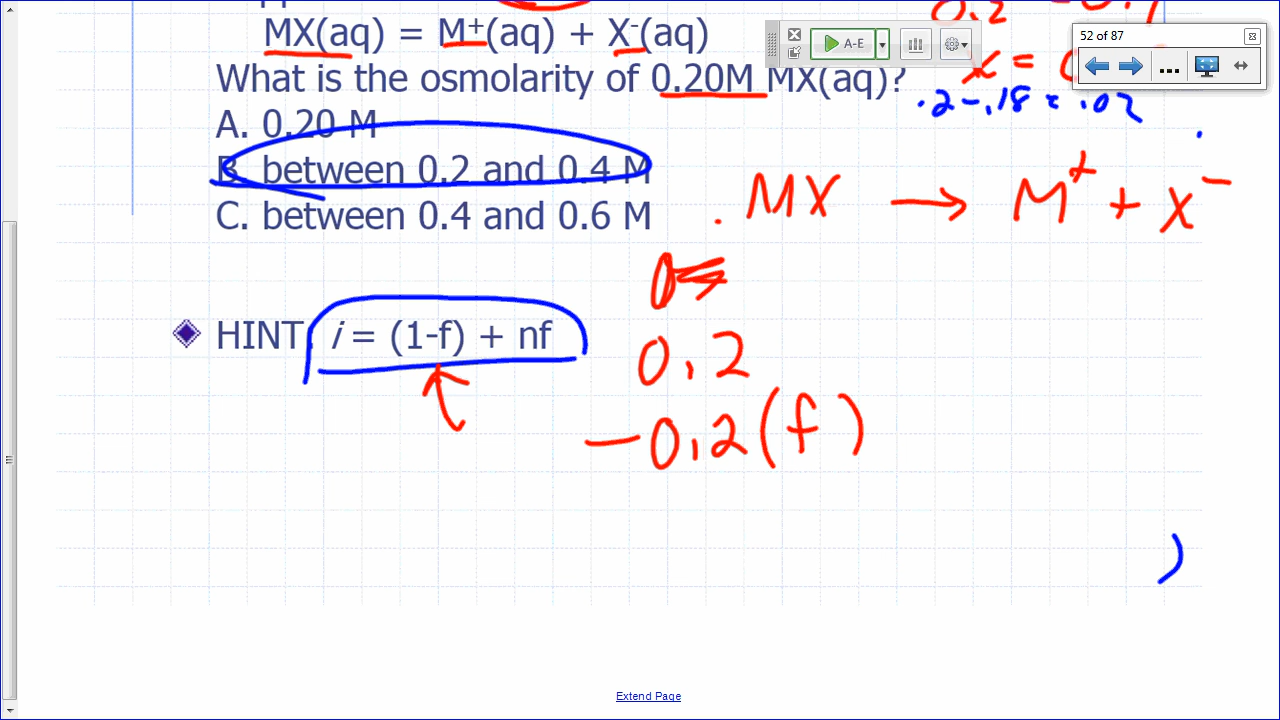 MX(aq) = M+(aq) + X-(aq)
What is the osmolarity of 0.20M MX(aq)?
A. 0.20 M
B. between 0.2 and 0.4 M
C. between 0.4 and 0.6 M
HINT i = (1-f) + nf
0.2
x =
.2 - .18 = .02
MX → M+ + X-
0.2
-0.2(f)
A-E
52 of 87
...
Extend Page